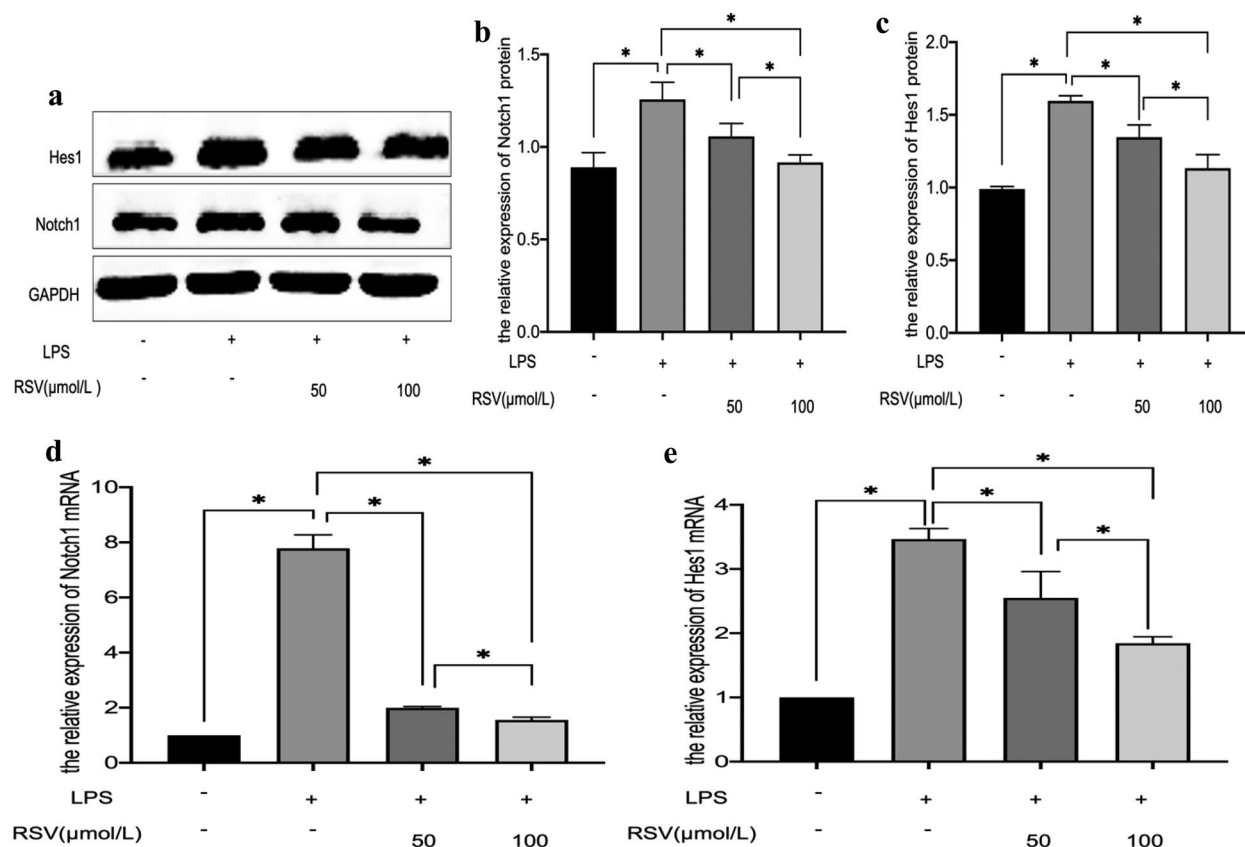 a
Hes1
Notch1
GAPDH
LPS - + + +
RSV(μmol/L) - - 50 100
b
the relative expression of Notch1 protein
1.5
1.0
0.5
0.0
* * * *
LPS - + + +
RSV(μmol/L) - - 50 100
c
the relative expression of Hes1 protein
2.0
1.5
1.0
0.5
0.0
* * * *
LPS - + + +
RSV(μmol/L) - - 50 100
d
the relative expression of Notch1 mRNA
10
8
6
4
2
0
* * * *
LPS - + + +
RSV(μmol/L) - - 50 100
e
the relative expression of Hes1 mRNA
4
3
2
1
0
* * * *
LPS - + + +
RSV(μmol/L) - - 50 100